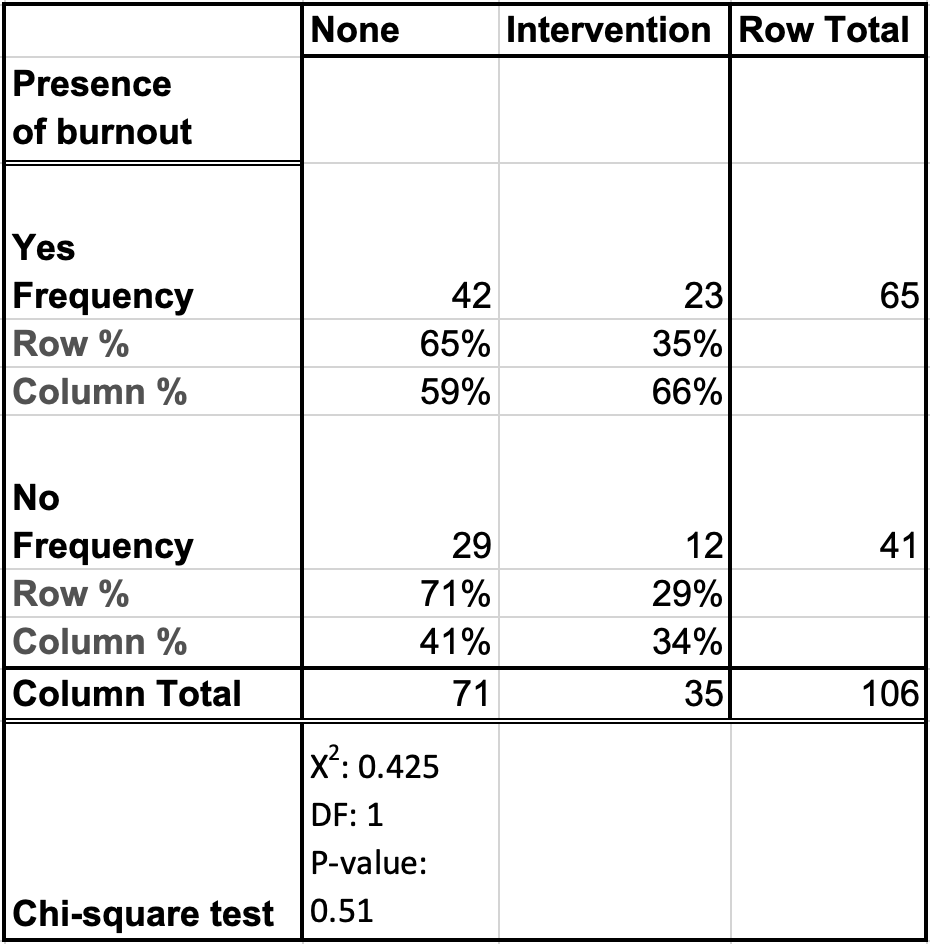 None Intervention Row Total
Presence
of burnout
Yes
Frequency 42 23 65
Row % 65% 35%
Column % 59% 66%
No
Frequency 29 12 41
Row % 71% 29%
Column % 41% 34%
Column Total 71 35 106
X²: 0.425
DF: 1
P-value:
Chi-square test 0.51